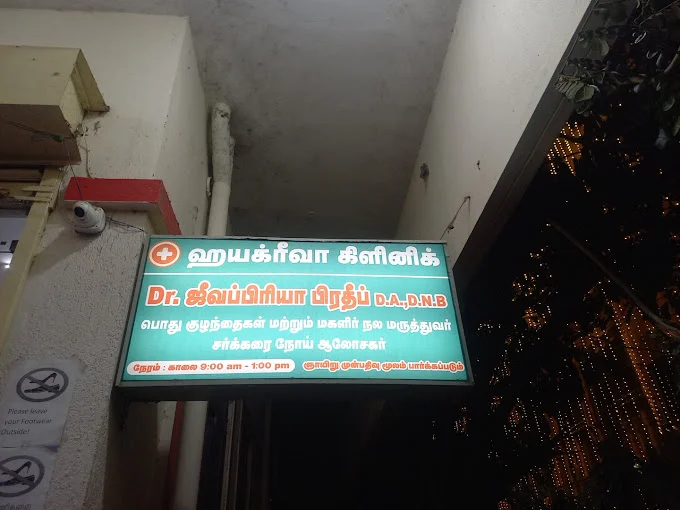 ஹயக்ரீவா கிளினிக்
Dr. ஜீவப்பிரியா பிரதீப் D.A.,D.N.B
பொது குழந்தைகள் மற்றும் மகளிர் நல மருத்துவர்
சர்க்கரை நோய் ஆலோசகர்
நேரம் : காலை 9:00 am - 1:00 pm ஞாயிறு முன்பதிவு மூலம் பார்க்கப்படும்
Please leave
your Footwear
Outside!